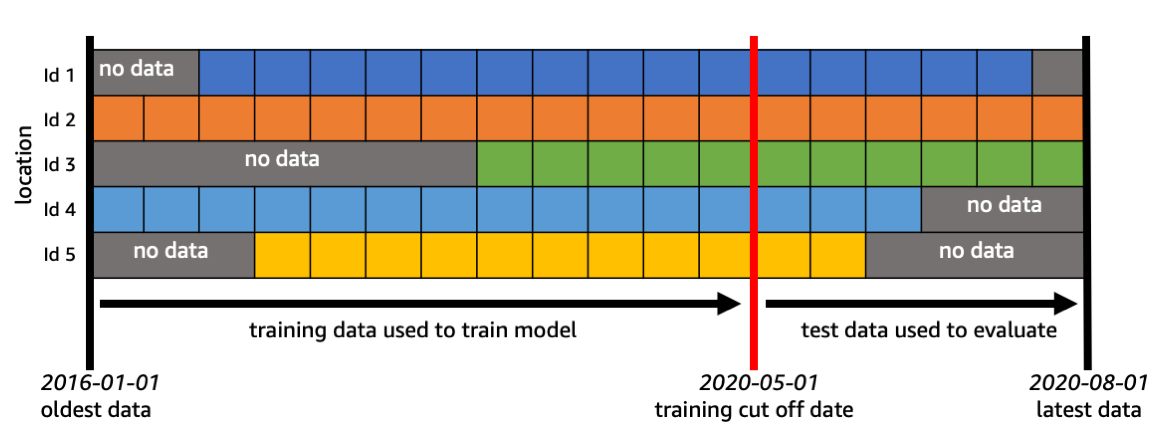 location
Id 1
no data
Id 2
Id 3
no data
Id 4
no data
Id 5
no data
no data
training data used to train model
test data used to evaluate
2016-01-01
oldest data
2020-05-01
training cut off date
2020-08-01
latest data